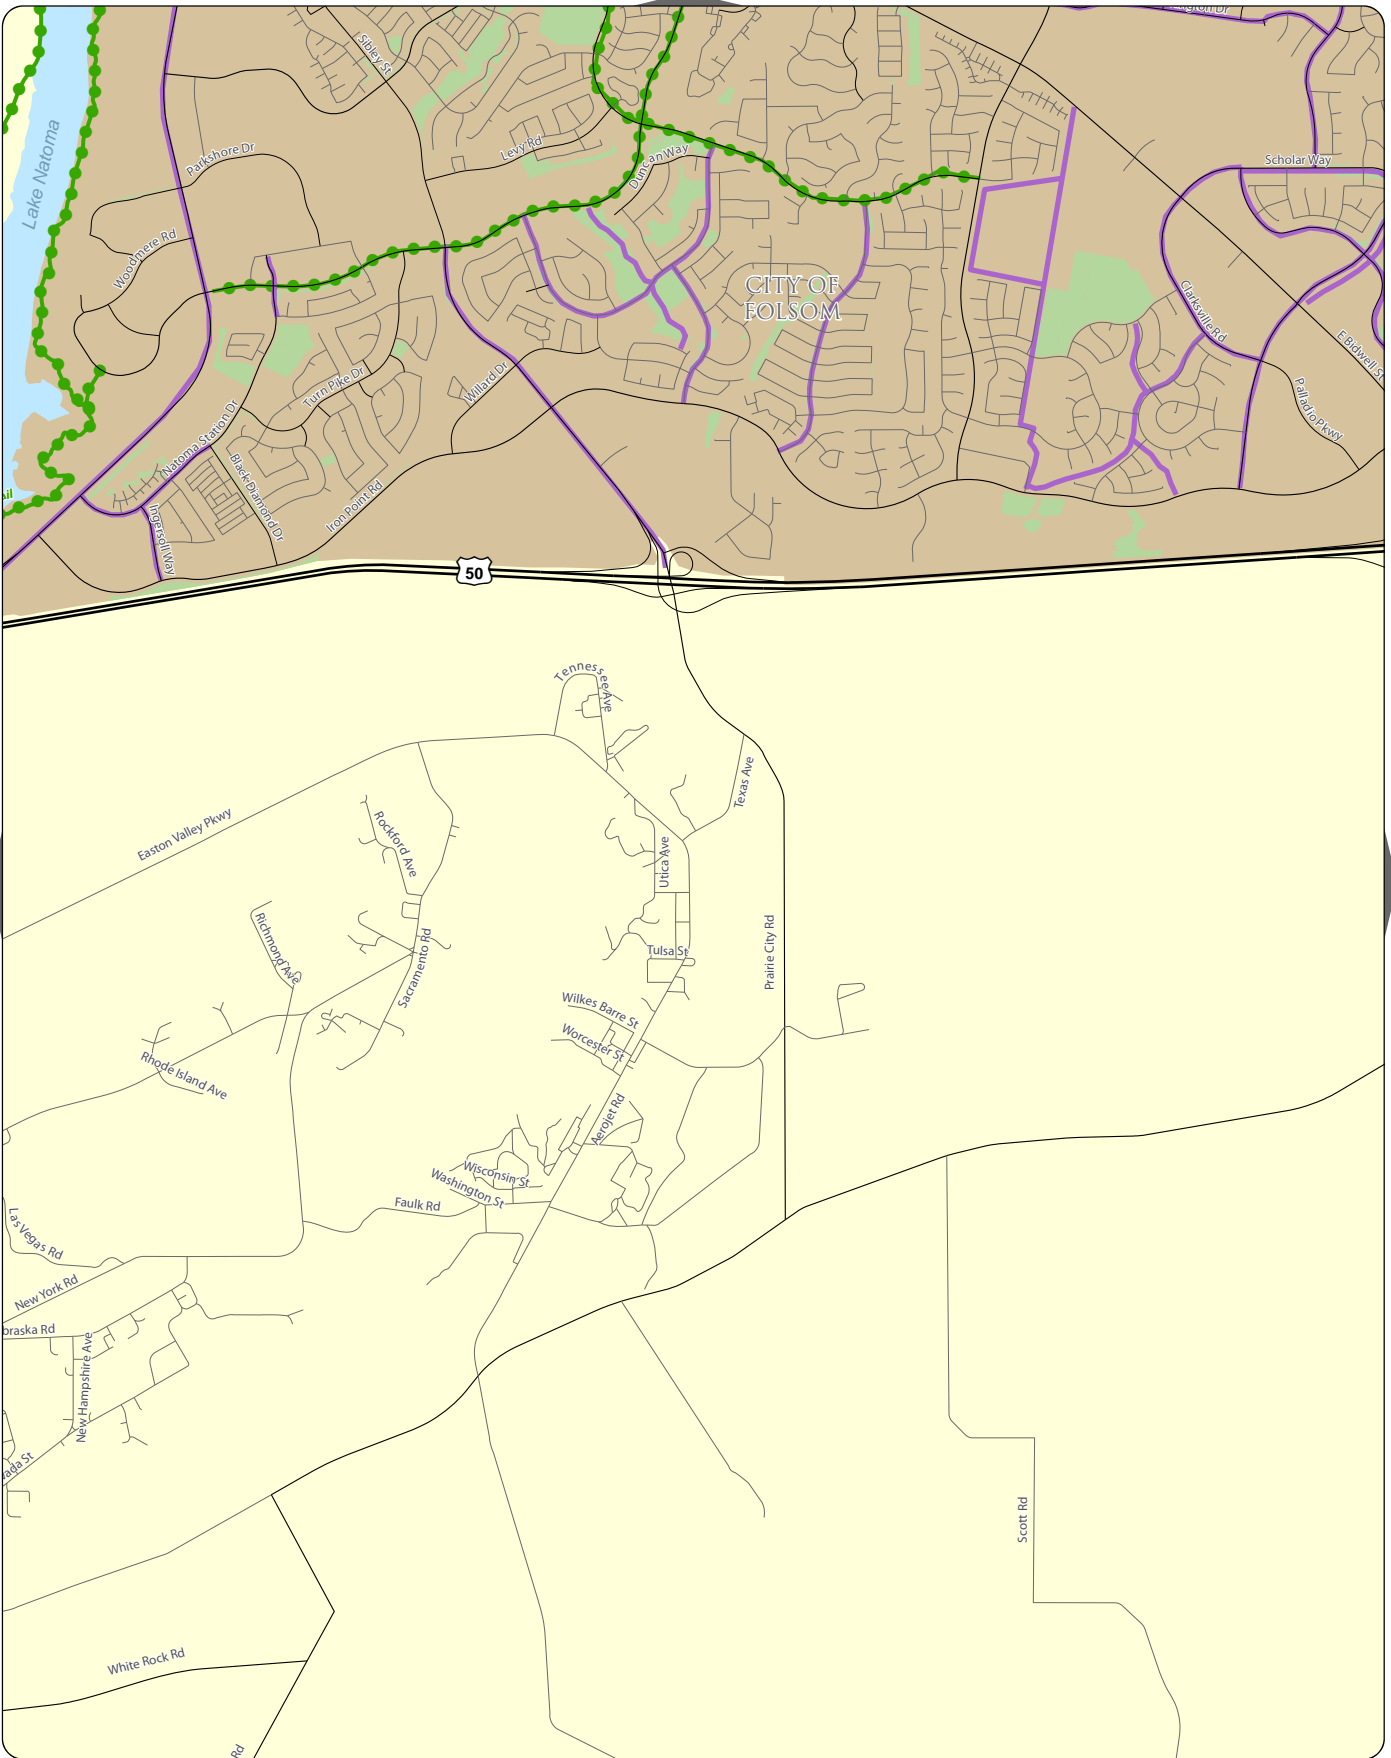 Sibley St
Levy Rd
Duncan Way
Parkshore Dr
Lake Natoma
Woodmere Rd
Scholar Way
CITY OF
FOLSOM
Clarksville Rd
E Bidwell St
Palladio Pkwy
Willard Dr
Turn Pike Dr
Natoma Station Dr
Black Diamond Dr
Iron Point Rd
Ingersoll Way
ail
50
Tennessee Ave
Texas Ave
Easton Valley Pkwy
Rockford Ave
Utica Ave
Richmond Ave
Sacramento Rd
Tulsa St
Prairie City Rd
Wilkes Barre St
Worcester St
Rhode Island Ave
Aerojet Rd
Wisconsin St
Washington St
Faulk Rd
Las Vegas Rd
New York Rd
braska Rd
New Hampshire Ave
vada St
Scott Rd
White Rock Rd
Rd